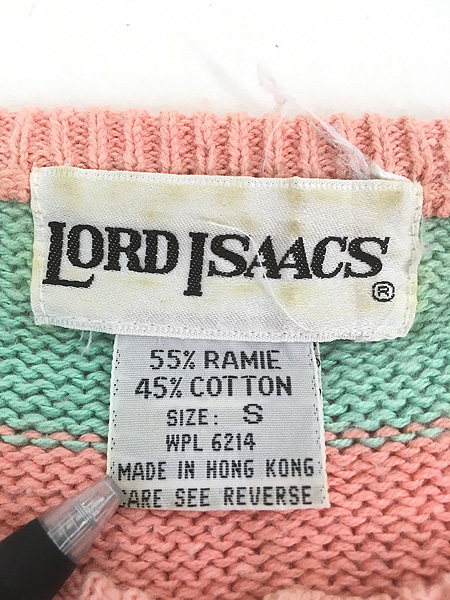 LORD ISAACS ®
55% RAMIE
45% COTTON
SIZE: S
WPL 6214
MADE IN HONG KONG
CARE SEE REVERSE